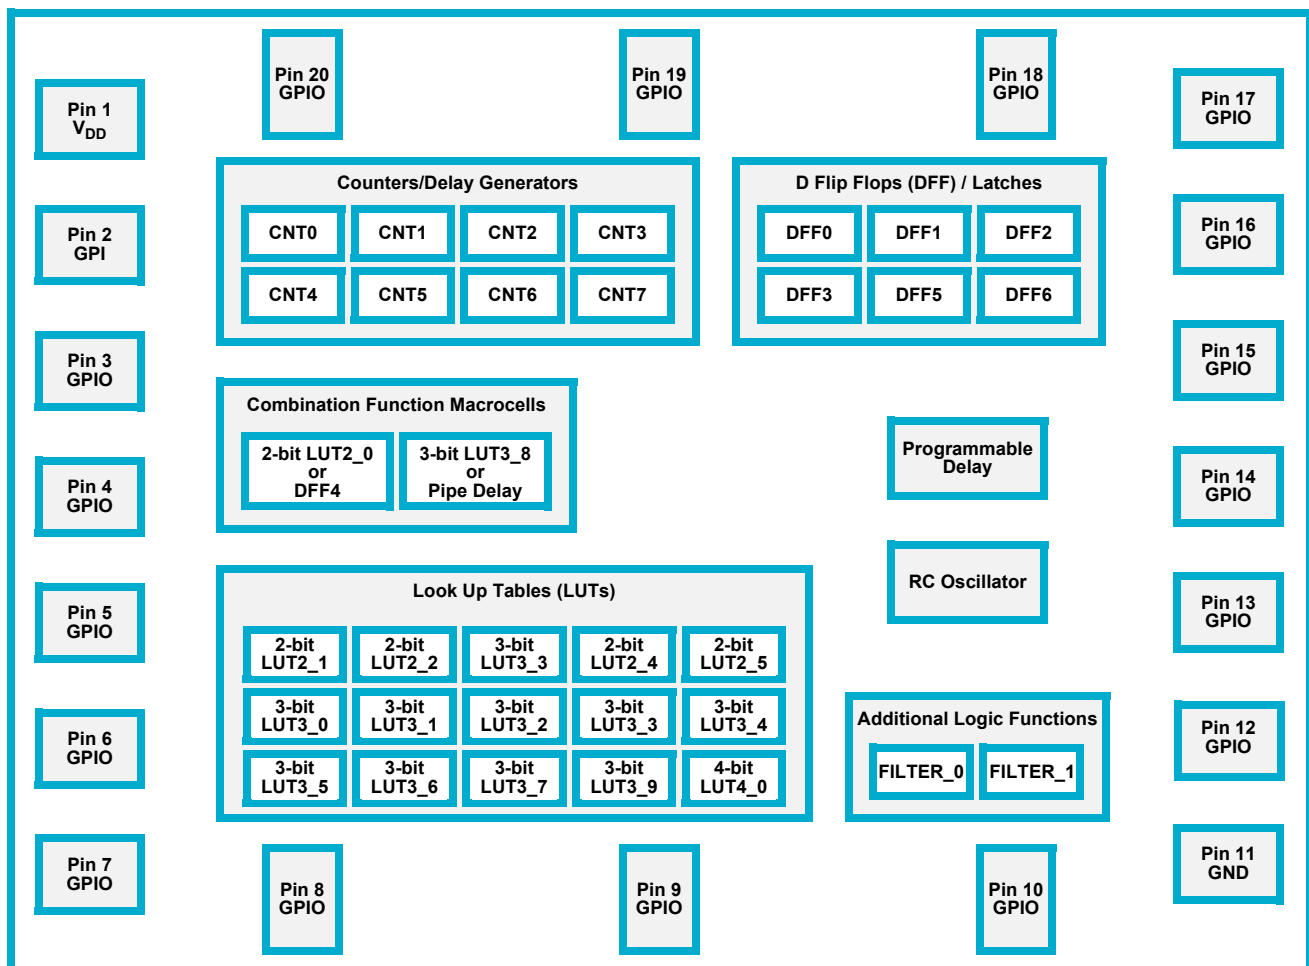 Pin 20
GPIO
Pin 19
GPIO
Pin 18
GPIO
Pin 1
VDD
Pin 17
GPIO
Counters/Delay Generators
CNT0 CNT1 CNT2 CNT3
CNT4 CNT5 CNT6 CNT7
D Flip Flops (DFF) / Latches
DFF0 DFF1 DFF2
DFF3 DFF5 DFF6
Pin 2
GPI
Pin 16
GPIO
Pin 3
GPIO
Pin 15
GPIO
Combination Function Macrocells
2-bit LUT2_0
or
DFF4
3-bit LUT3_8
or
Pipe Delay
Programmable
Delay
Pin 4
GPIO
Pin 14
GPIO
RC Oscillator
Pin 5
GPIO
Pin 13
GPIO
Look Up Tables (LUTs)
2-bit 2-bit 3-bit 2-bit 2-bit
LUT2_1 LUT2_2 LUT3_3 LUT2_4 LUT2_5
3-bit 3-bit 3-bit 3-bit 3-bit
LUT3_0 LUT3_1 LUT3_2 LUT3_3 LUT3_4
3-bit 3-bit 3-bit 3-bit 4-bit
LUT3_5 LUT3_6 LUT3_7 LUT3_9 LUT4_0
Additional Logic Functions
FILTER_0 FILTER_1
Pin 6
GPIO
Pin 12
GPIO
Pin 7
GPIO
Pin 11
GND
Pin 8
GPIO
Pin 9
GPIO
Pin 10
GPIO